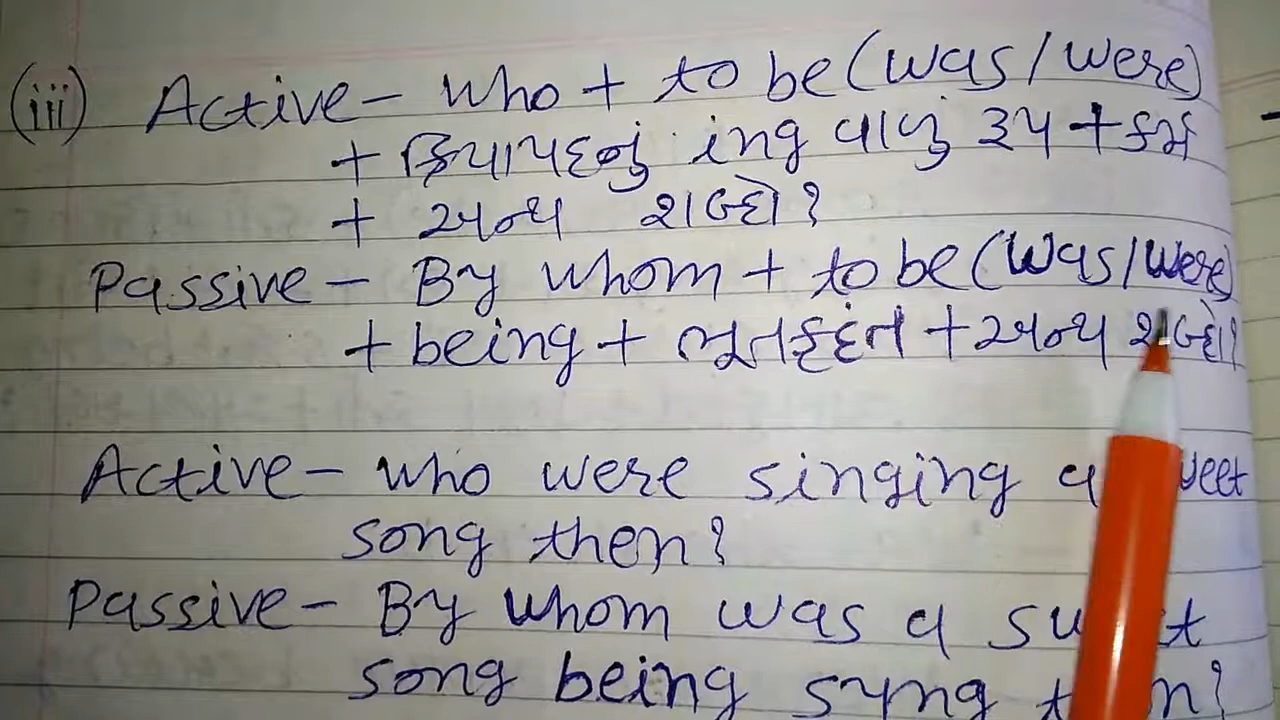 (iii) Active - Who + to be (was/were)
+ ક્રિયાપદનું ing વાળું રૂપ + કર્મ
+ અન્ય શબ્દો?
Passive - By whom + to be (was/were)
+ being + ભૂતકૃદંત + અન્ય શબ્દો?
Active - Who were singing a
song then?
Passive - By whom was a
song being sung